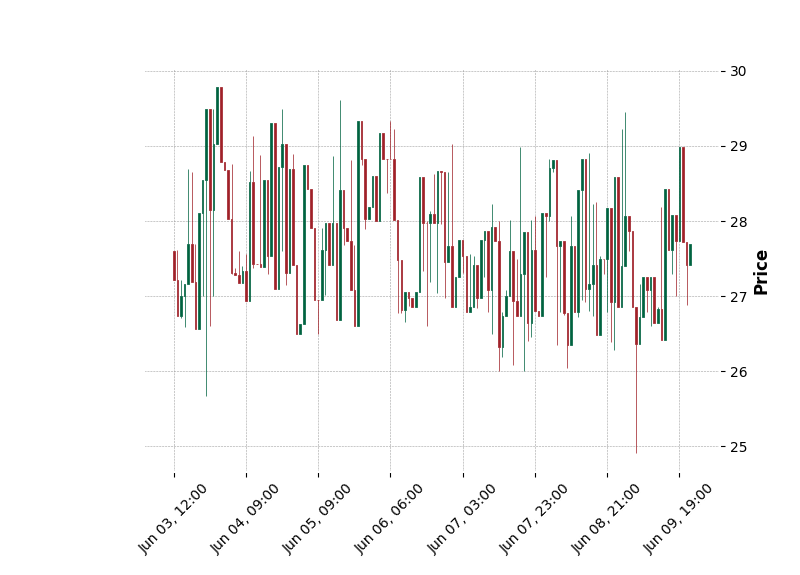 30
29
28
27
26
25
Price
Jun 03, 12:00
Jun 04, 09:00
Jun 05, 09:00
Jun 06, 06:00
Jun 07, 03:00
Jun 07, 23:00
Jun 08, 21:00
Jun 09, 19:00